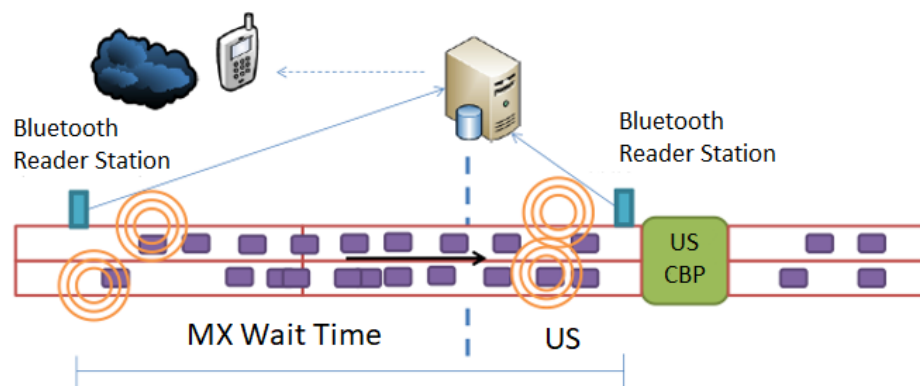 Bluetooth
Reader Station
Bluetooth
Reader Station
US
CBP
MX Wait Time
US